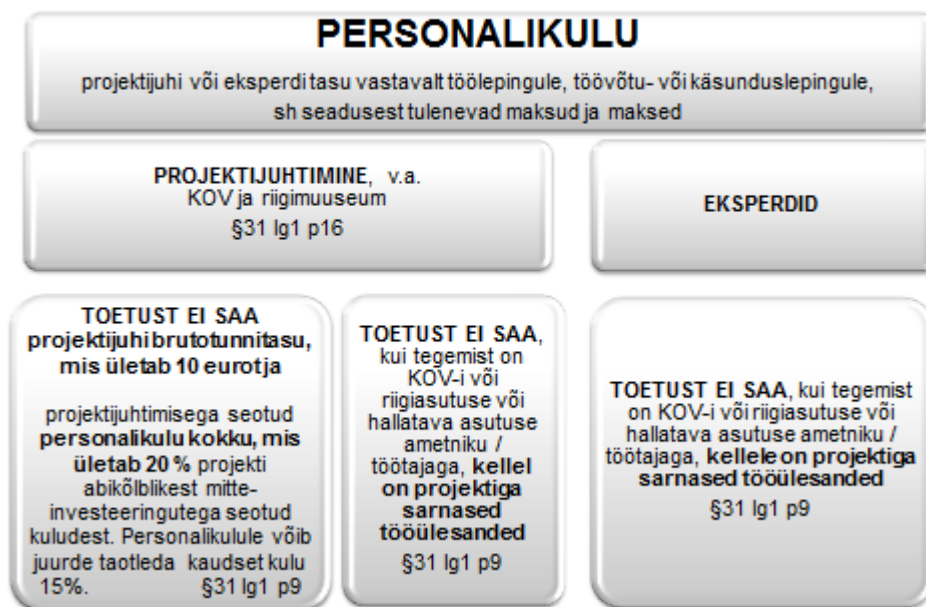 PERSONALIKULU
projektijuhi või eksperdi tasu vastavalt töölepingule, töövõtu- või käsunduslepingule,
sh seadusest tulenevad maksud ja maksed
PROJEKTIJUHTIMINE, v.a.
KOV ja riigimuuseum
§31 lg1 p16
EKSPERDID
TOETUST EI SAA
projektijuhi brutotunnitasu,
mis ületab 10 eurot ja
projektijuhtimisega seotud
personalikulu kokku, mis
ületab 20 % projekti
abikõlblikest mitte-
investeeringutega seotud
kuludest. Personalikulule võib
juurde taotleda kaudset kulu
15%. §31 lg1 p9
TOETUST EI SAA,
kui tegemist on
KOV-i või
riigiasutuse või
hallatava asutuse
ametniku /
töötajaga, kellel
on projektiga
sarnased
tööülesanded
§31 lg1 p9
TOETUST EI SAA, kui tegemist
on KOV-i või riigiasutuse või
hallatava asutuse ametniku /
töötajaga, kellele on projektiga
sarnased tööülesanded
§31 lg1 p9